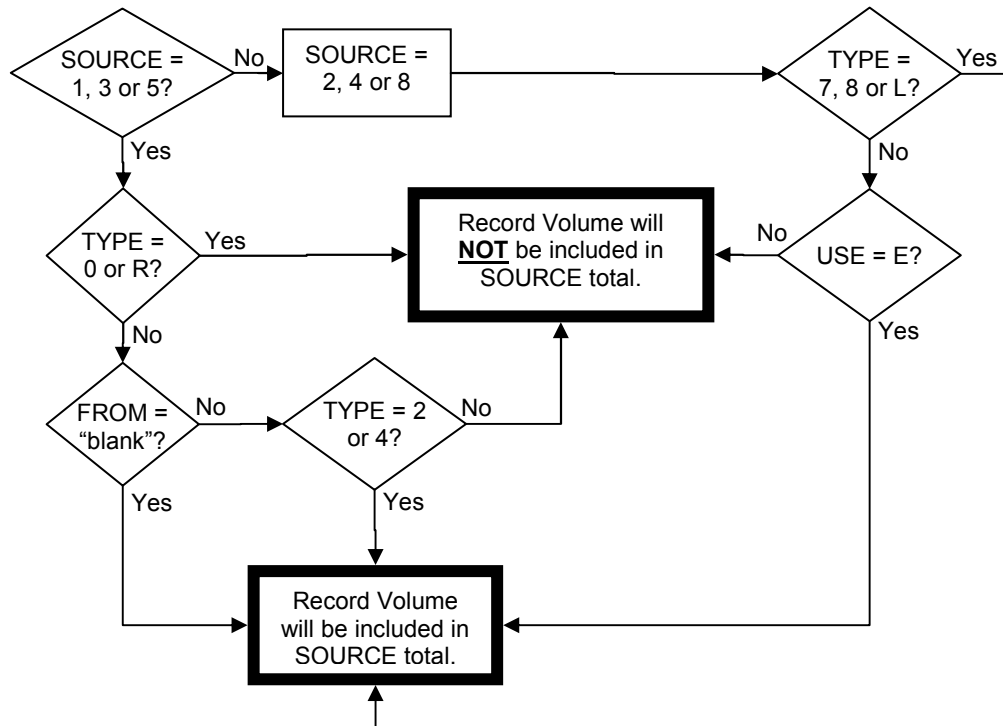 SOURCE =
1, 3 or 5?
No
SOURCE =
2, 4 or 8
TYPE =
7, 8 or L?
Yes
Yes
No
TYPE =
0 or R?
Yes
Record Volume will
NOT be included in
SOURCE total.
No
USE = E?
No
Yes
FROM =
“blank”?
No
TYPE = 2
or 4?
No
Yes
Yes
Record Volume
will be included in
SOURCE total.